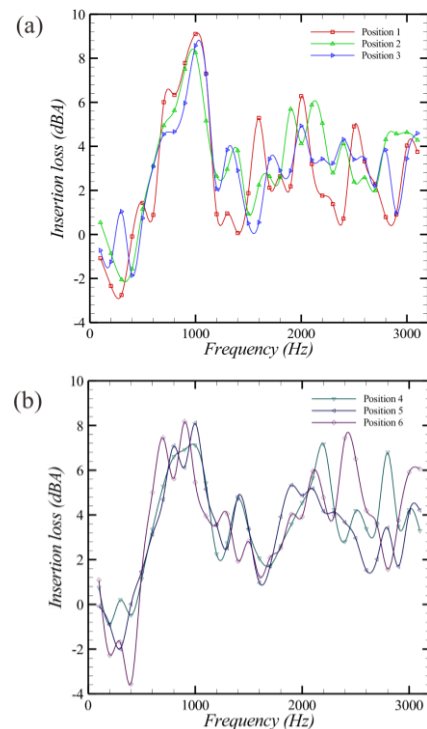 (a)
10
8
6
4
2
0
-2
-4
Insertion loss (dBA)
Position 1
Position 2
Position 3
0 1000 2000 3000
Frequency (Hz)
(b)
10
8
6
4
2
0
-2
-4
Insertion loss (dBA)
Position 4
Position 5
Position 6
0 1000 2000 3000
Frequency (Hz)